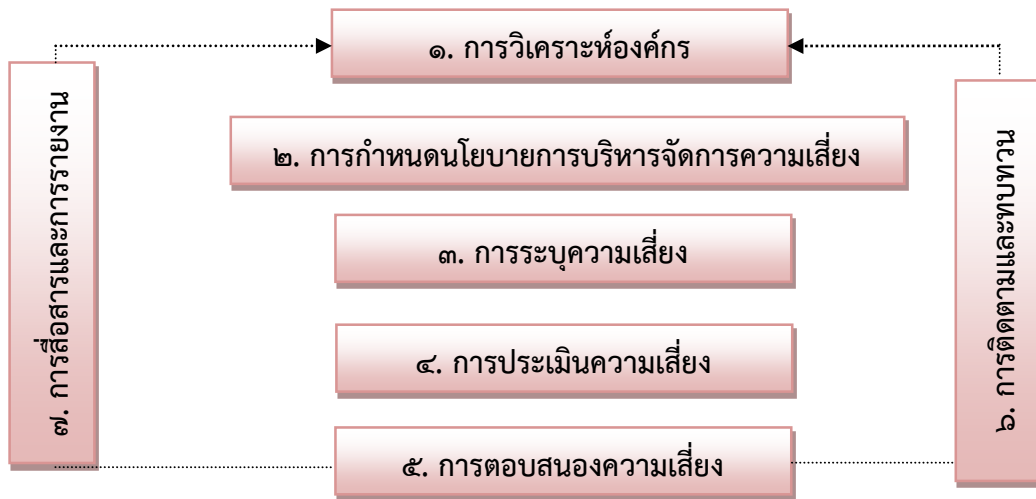 ๑. การวิเคราะห์องค์กร
๒. การกำหนดนโยบายการบริหารจัดการความเสี่ยง
๓. การระบุความเสี่ยง
๔. การประเมินความเสี่ยง
๕. การตอบสนองความเสี่ยง
๖. การติดตามและทบทวน
๗. การสื่อสารและการรายงาน